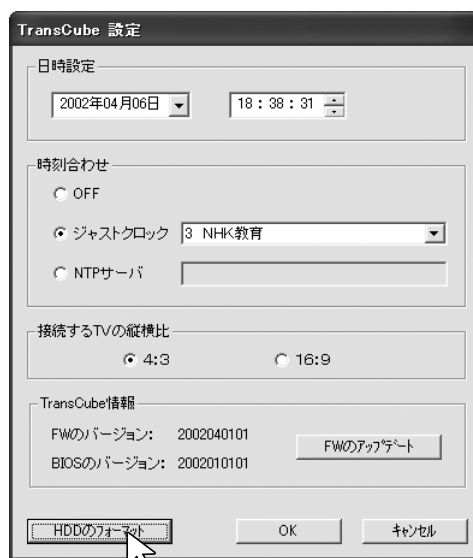 TransCube 設定
日時設定
2002年04月06日
18 : 38 : 31
時刻合わせ
OFF
ジャストクロック
3 NHK教育
NTPサーバ
接続するTVの縦横比
4:3
16:9
TransCube情報
FWのバージョン: 2002040101
BIOSのバージョン: 2002010101
FWのアップデート
HDDのフォーマット
OK
キャンセル